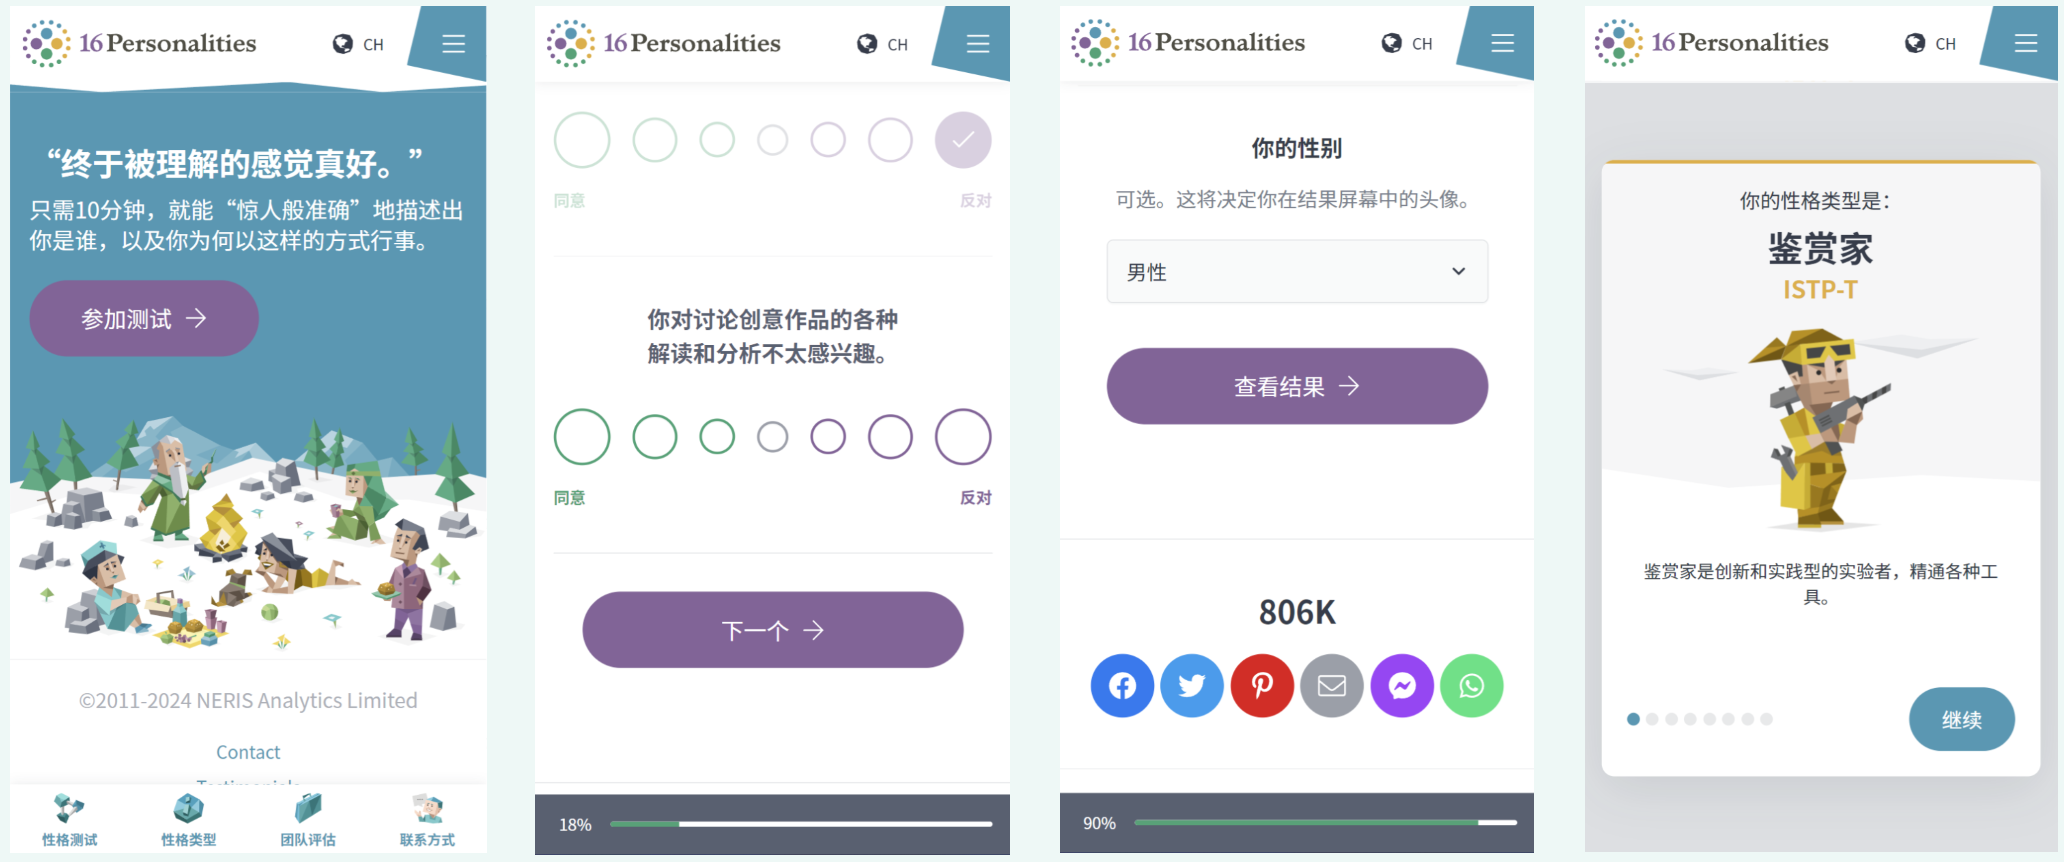 16Personalities
CH
“终于被理解的感觉真好。”
只需10分钟，就能“惊人般准确”地描述出
你是谁，以及你为何以这样的方式行事。
参加测试
©2011-2024 NERIS Analytics Limited
Contact
Testimonials
性格测试
性格类型
团队评估
联系方式
16Personalities
CH
同意
反对
你对讨论创意作品的各种
解读和分析不太感兴趣。
同意
反对
下一个
18%
16Personalities
CH
你的性别
可选。这将决定你在结果屏幕中的头像。
男性
查看结果
806K
90%
16Personalities
CH
你的性格类型是：
鉴赏家
ISTP-T
鉴赏家是创新和实践型的实验者，精通各种工
具。
继续